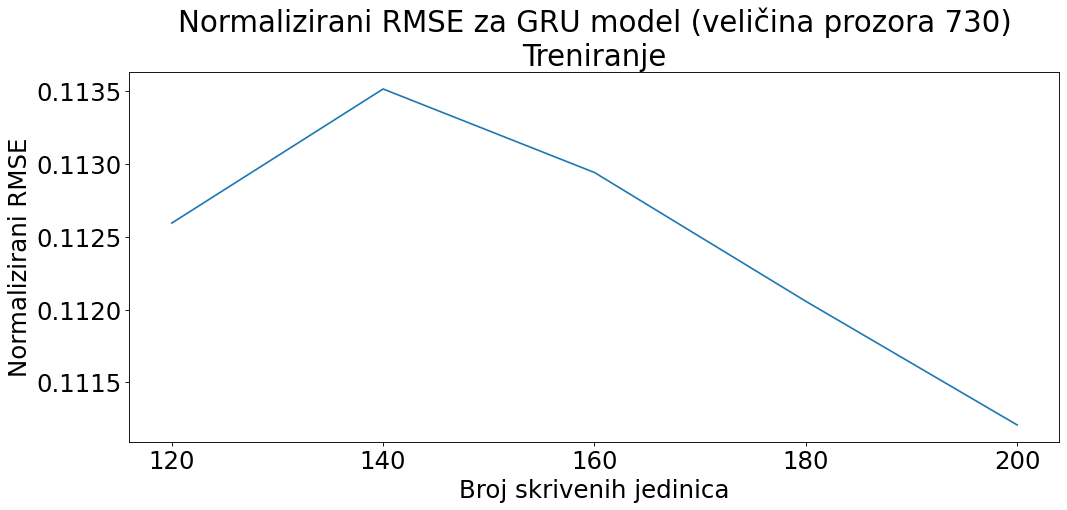 Normalizirani RMSE za GRU model (veličina prozora 730)
Treniranje
Normalizirani RMSE
0.1135
0.1130
0.1125
0.1120
0.1115
120 140 160 180 200
Broj skrivenih jedinica